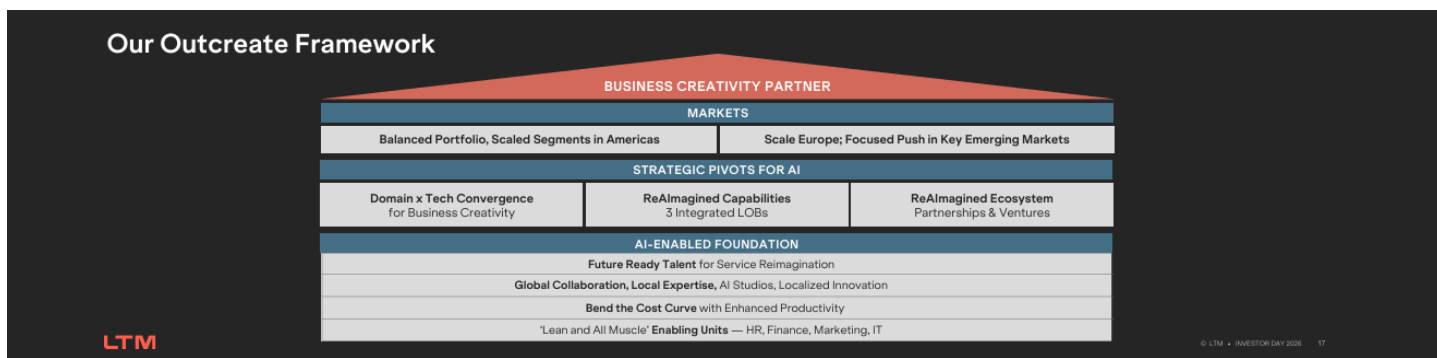 Our Outcreate Framework
BUSINESS CREATIVITY PARTNER
MARKETS
Balanced Portfolio, Scaled Segments in Americas
Scale Europe; Focused Push in Key Emerging Markets
STRATEGIC PIVOTS FOR AI
Domain x Tech Convergence
for Business Creativity
ReAImagined Capabilities
3 Integrated LOBs
ReAImagined Ecosystem
Partnerships & Ventures
AI-ENABLED FOUNDATION
Future Ready Talent for Service Reimagination
Global Collaboration, Local Expertise, AI Studios, Localized Innovation
Bend the Cost Curve with Enhanced Productivity
'Lean and All Muscle' Enabling Units — HR, Finance, Marketing, IT
LTM
© LTM • INVESTOR DAY 2026 17